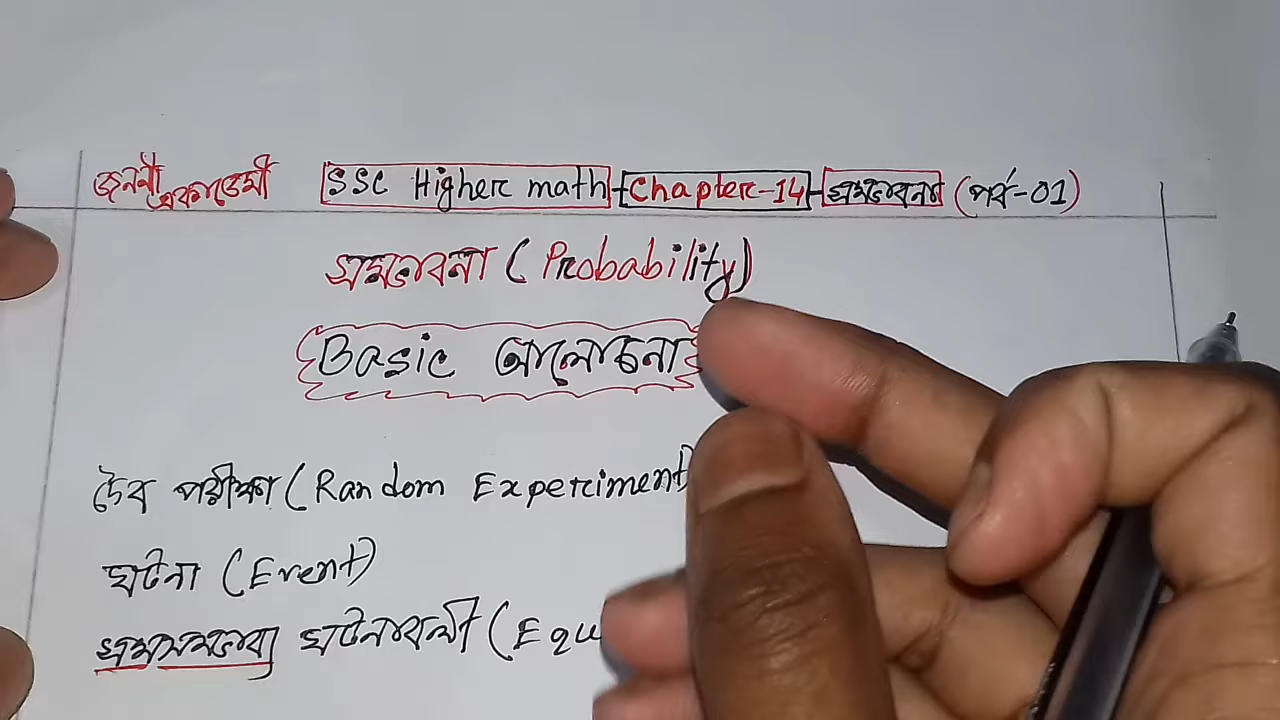 জননী একাডেমী SSC Higher math - Chapter-14 - সম্ভাবনা (পর্ব-01)
সম্ভাবনা (Probability)
Basic আলোচনা
দৈব পরীক্ষা (Random Experiment)
ঘটনা (Event)
সমসম্ভাব্য ঘটনাবলী (Equ